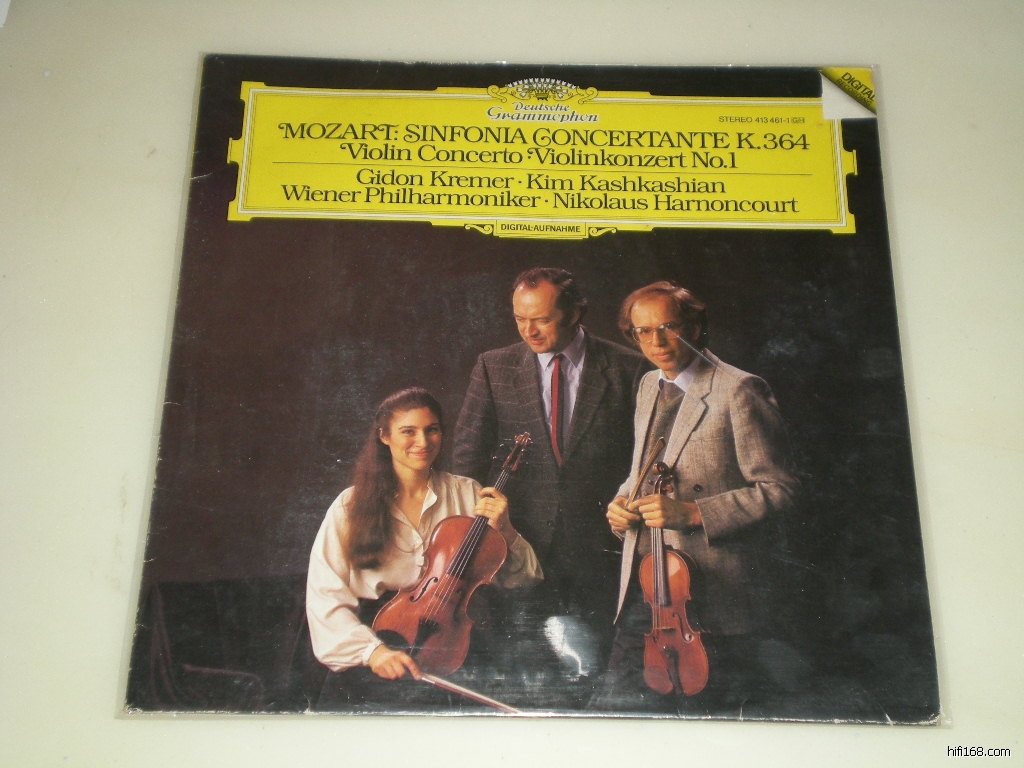 Deutsche
Grammophon
DIGITAL
STEREO 413 461-1 GH
MOZART: SINFONIA CONCERTANTE K.364
Violin Concerto · Violinkonzert No.1
Gidon Kremer · Kim Kashkashian
Wiener Philharmoniker · Nikolaus Harnoncourt
DIGITAL-AUFNAHME
hifi168.com